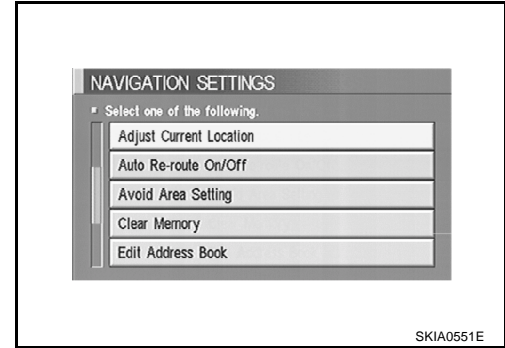 NAVIGATION SETTINGS
Select one of the following.
Adjust Current Location
Auto Re-route On/Off
Avoid Area Setting
Clear Memory
Edit Address Book
SKIA0551E